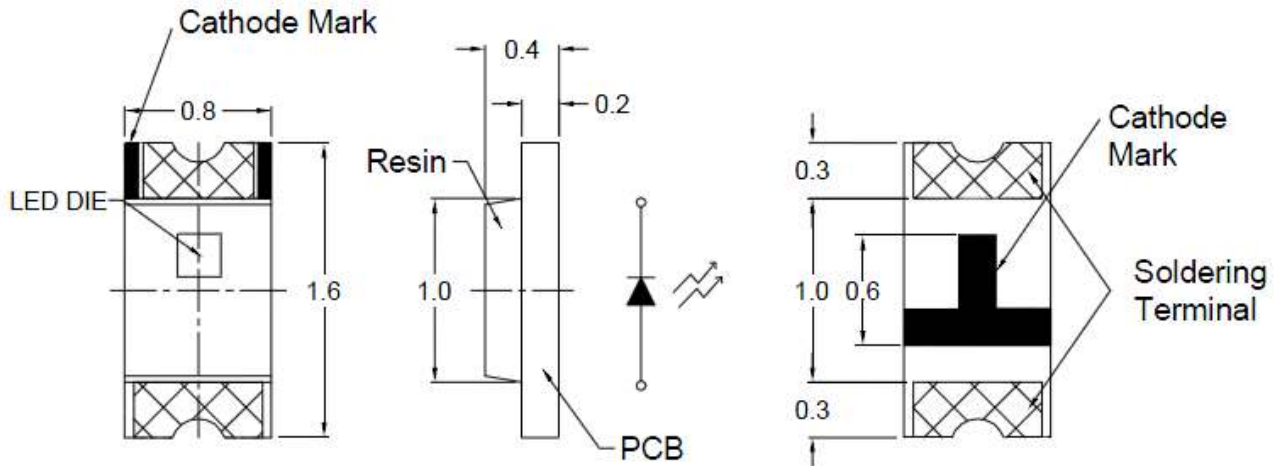 Cathode Mark
0.8
LED DIE
1.6
0.4
0.2
Resin
1.0
PCB
0.3
1.0
0.6
0.3
Cathode
Mark
Soldering
Terminal